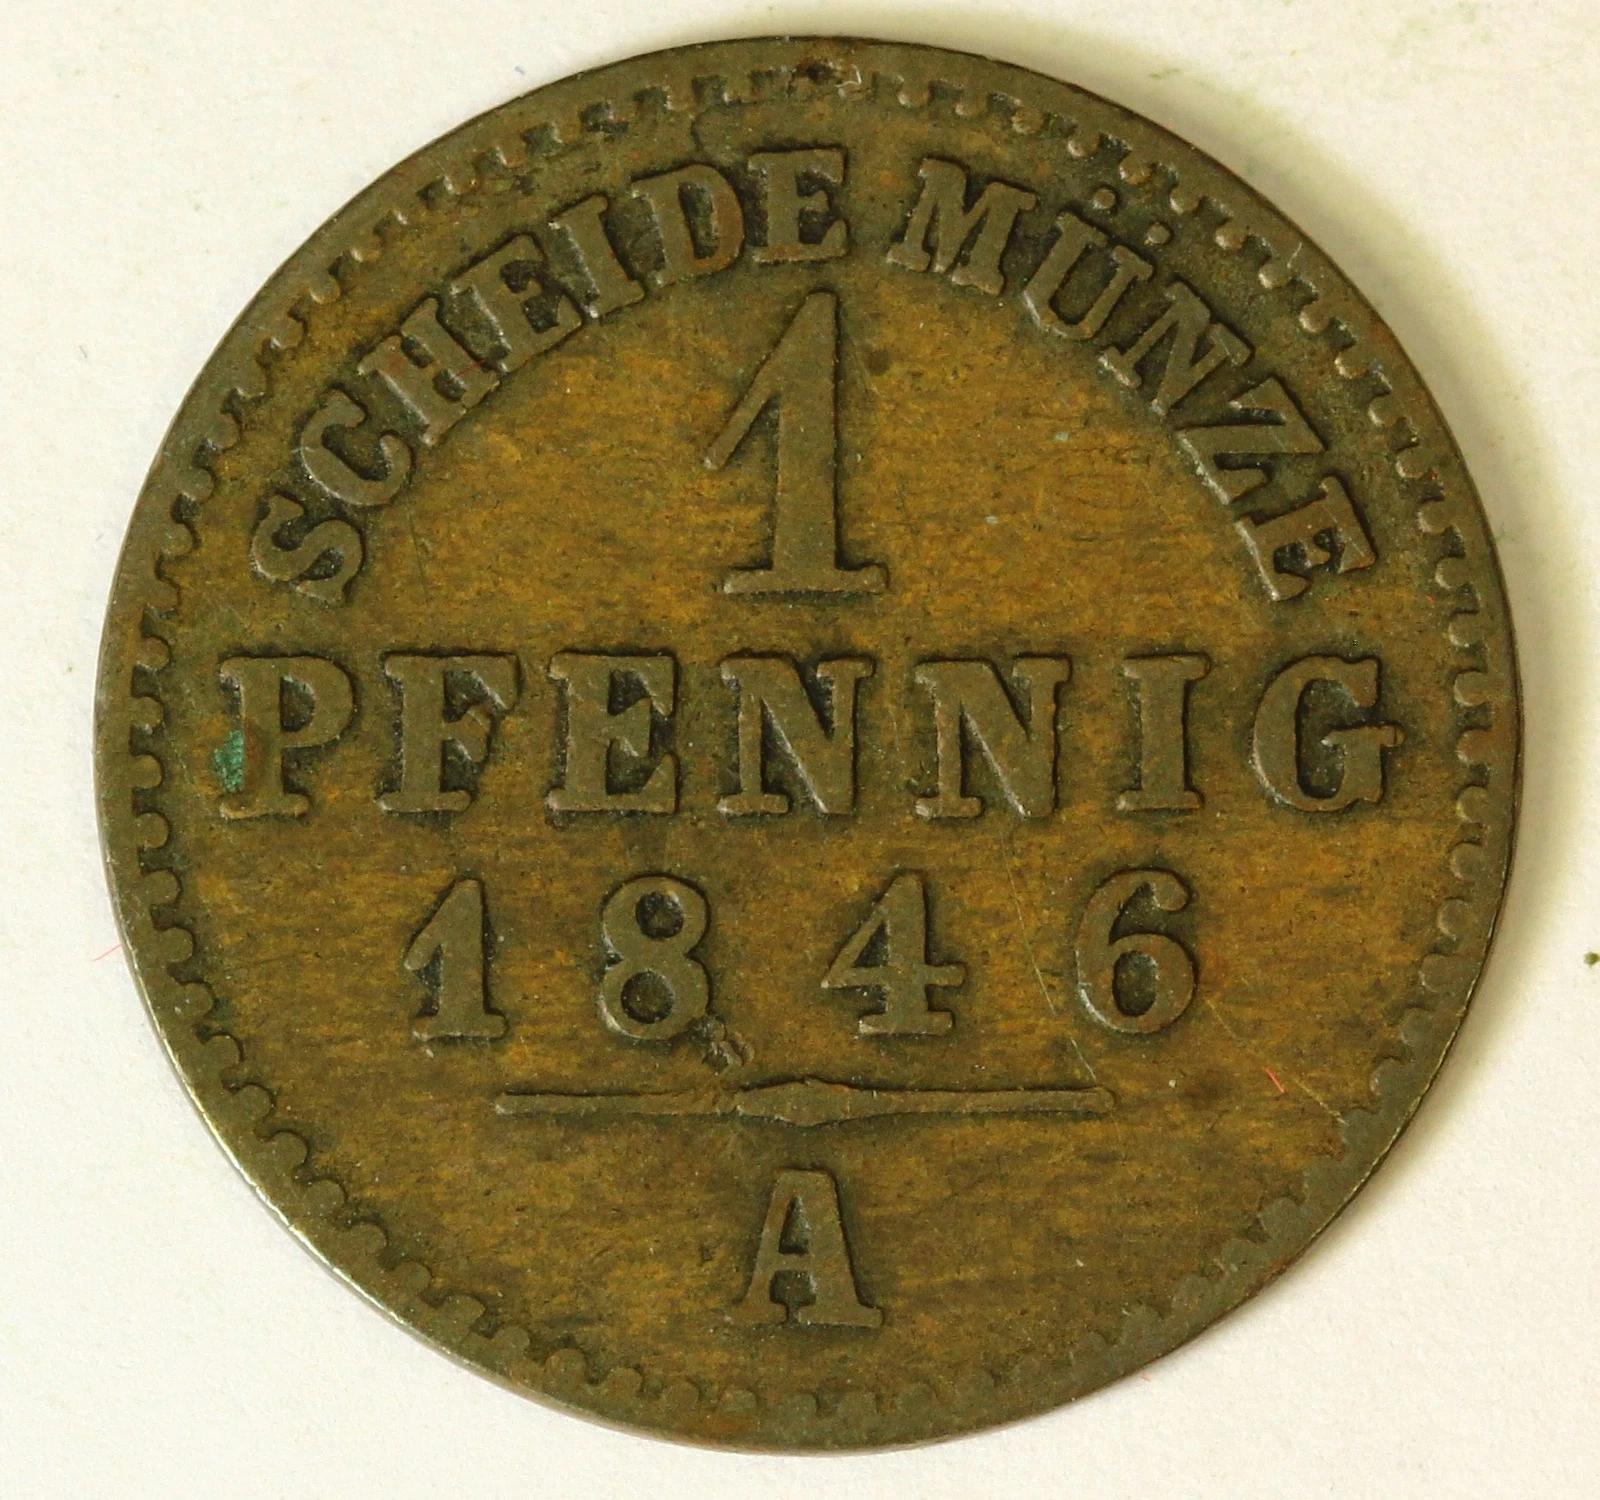 SCHEIDE MÜNZE
1
PFENNIG
1846
A